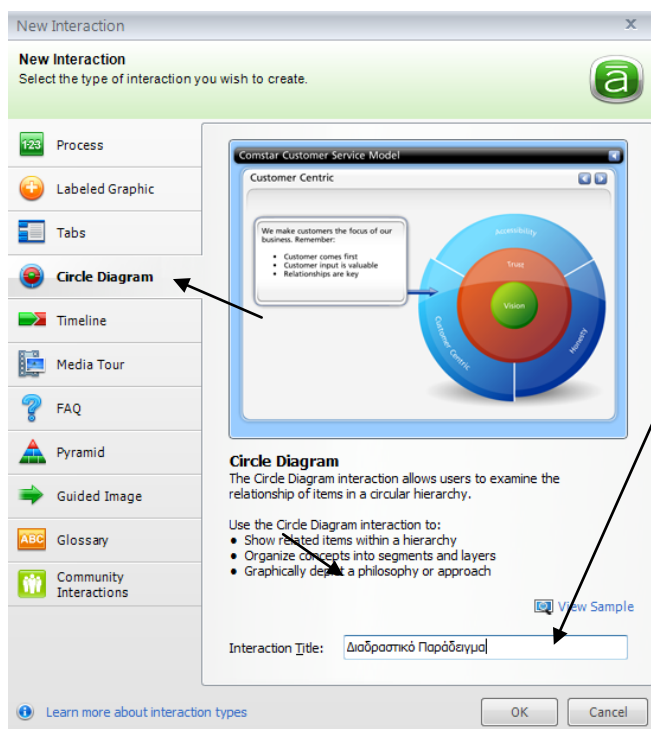 New Interaction
X
New Interaction
Select the type of interaction you wish to create.
ā
123 Process
Labeled Graphic
Tabs
Circle Diagram
Timeline
Media Tour
FAQ
Pyramid
Guided Image
ABC Glossary
Community
Interactions
Comstar Customer Service Model
Customer Centric
We make customers the focus of our
business. Remember:
• Customer comes first
• Customer input is valuable
• Relationships are key
Accessibility
Trust
Vision
Customer Centric
Honesty
Circle Diagram
The Circle Diagram interaction allows users to examine the
relationship of items in a circular hierarchy.
Use the Circle Diagram interaction to:
• Show related items within a hierarchy
• Organize concepts into segments and layers
• Graphically depict a philosophy or approach
View Sample
Interaction Title: Διαδραστικό Παράδειγμα
Learn more about interaction types
OK
Cancel